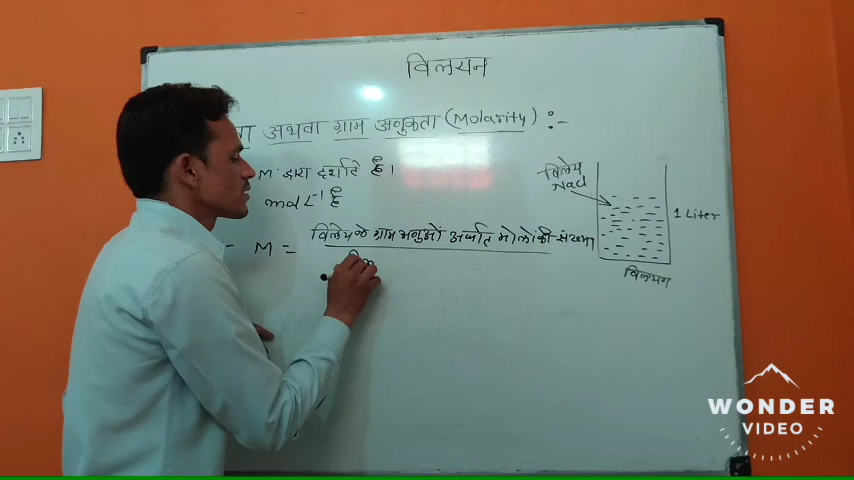 विलयन
अथवा ग्राम अणुकता (Molarity) :-
M' द्वारा दर्शाते है।
mol L⁻¹ है
M = विलेय के ग्राम अणुओं अर्थात मोलो की संख्या
विलेय
NaCl
1 Liter
विलयन
WONDER
VIDEO